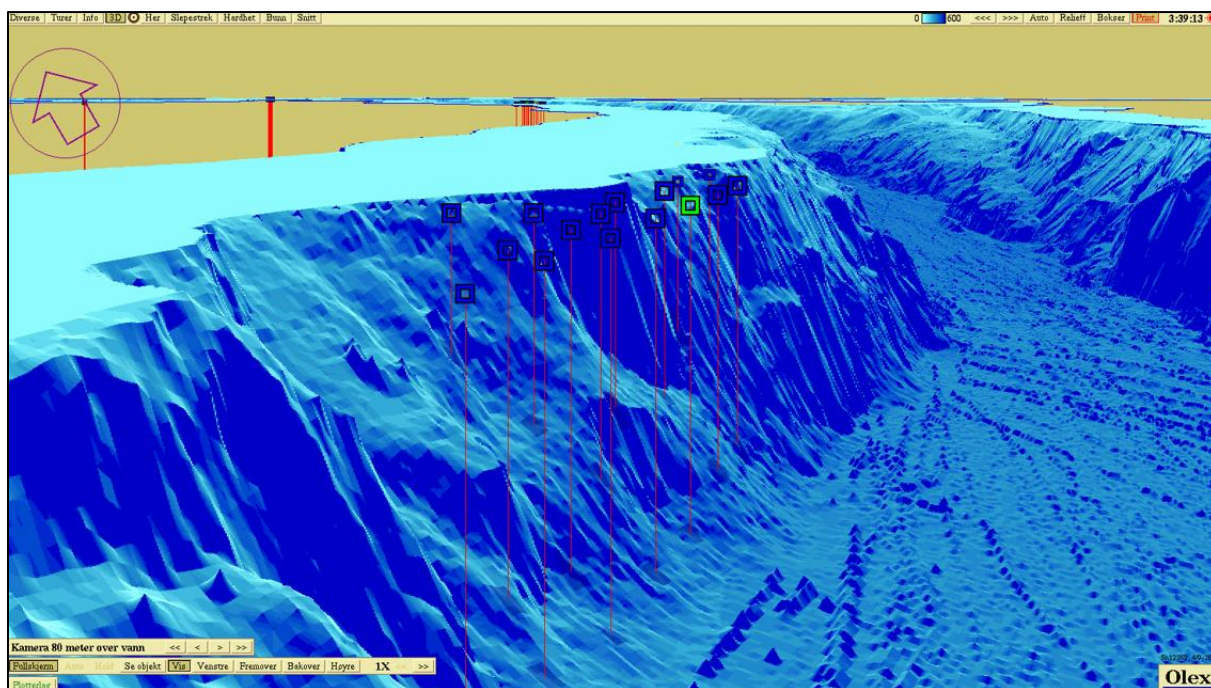 Diverse Turer Info 3D Her Slepestrek Hardhet Bunn Snitt 0 600 <<< >>> Auto Relieff Bokser Print 3:39:13
Kamera 80 meter over vann << < > >>
Fullskjerm Auto Hold Se objekt Vis Venstre Fremover Bakover Høyre 1X << >>
Plotterlag Olex